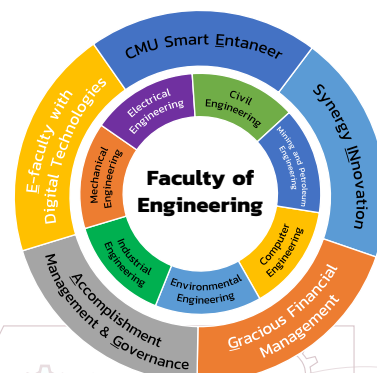 CMU Smart Entaneer
Synergy INNovation
Gracious Financial
Management
Accomplishment
Management & Governance
E-faculty with
Digital Technologies
Civil
Engineering
Mining and Petroleum
Engineering
Computer
Engineering
Environmental
Engineering
Industrial
Engineering
Mechanical
Engineering
Electrical
Engineering
Faculty of
Engineering